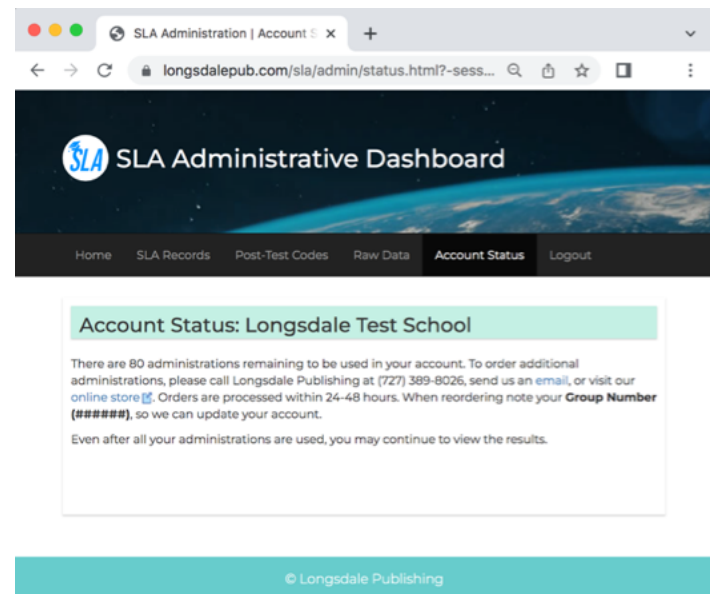 SLA Administration | Account S
longsdalepub.com/sla/admin/status.html?-sess...
SLA SLA Administrative Dashboard
Home SLA Records Post-Test Codes Raw Data Account Status Logout
Account Status: Longsdale Test School
There are 80 administrations remaining to be used in your account. To order additional
administrations, please call Longsdale Publishing at (727) 389-8026, send us an email, or visit our
online store. Orders are processed within 24-48 hours. When reordering note your Group Number
(######), so we can update your account.
Even after all your administrations are used, you may continue to view the results.
© Longsdale Publishing